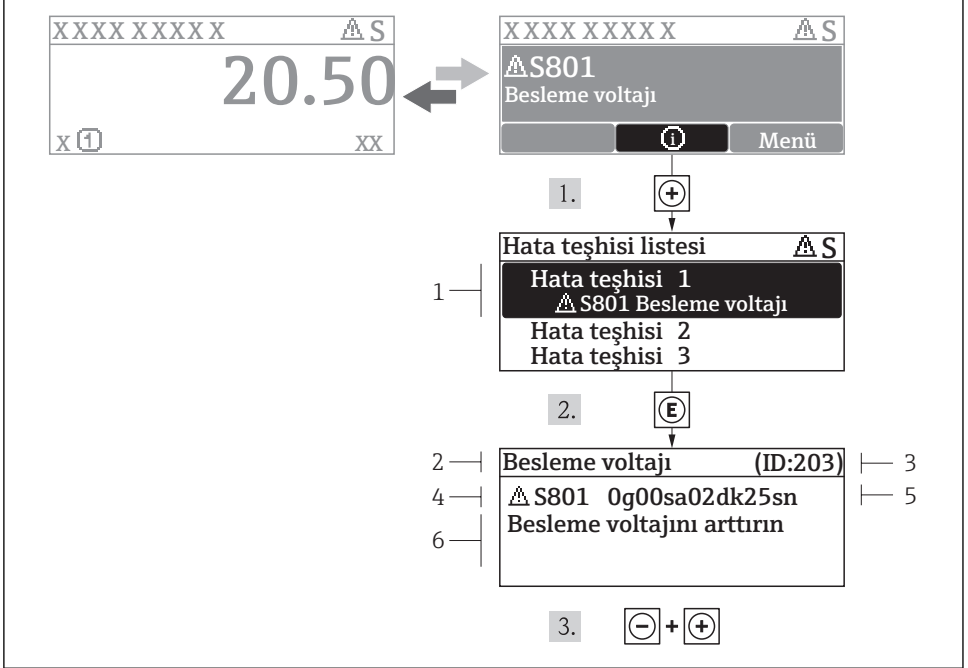 XXXX XXXXX ⚠S
20.50
X 1 XX
XXXX XXXXX ⚠S
⚠S801
Besleme voltajı
i Menü
1. +
Hata teşhisi listesi ⚠S
1
Hata teşhisi 1
⚠S801 Besleme voltajı
Hata teşhisi 2
Hata teşhisi 3
2. E
2 Besleme voltajı (ID:203) 3
4 ⚠S801 0g00sa02dk25sn 5
6 Besleme voltajını arttırın
3. - + +